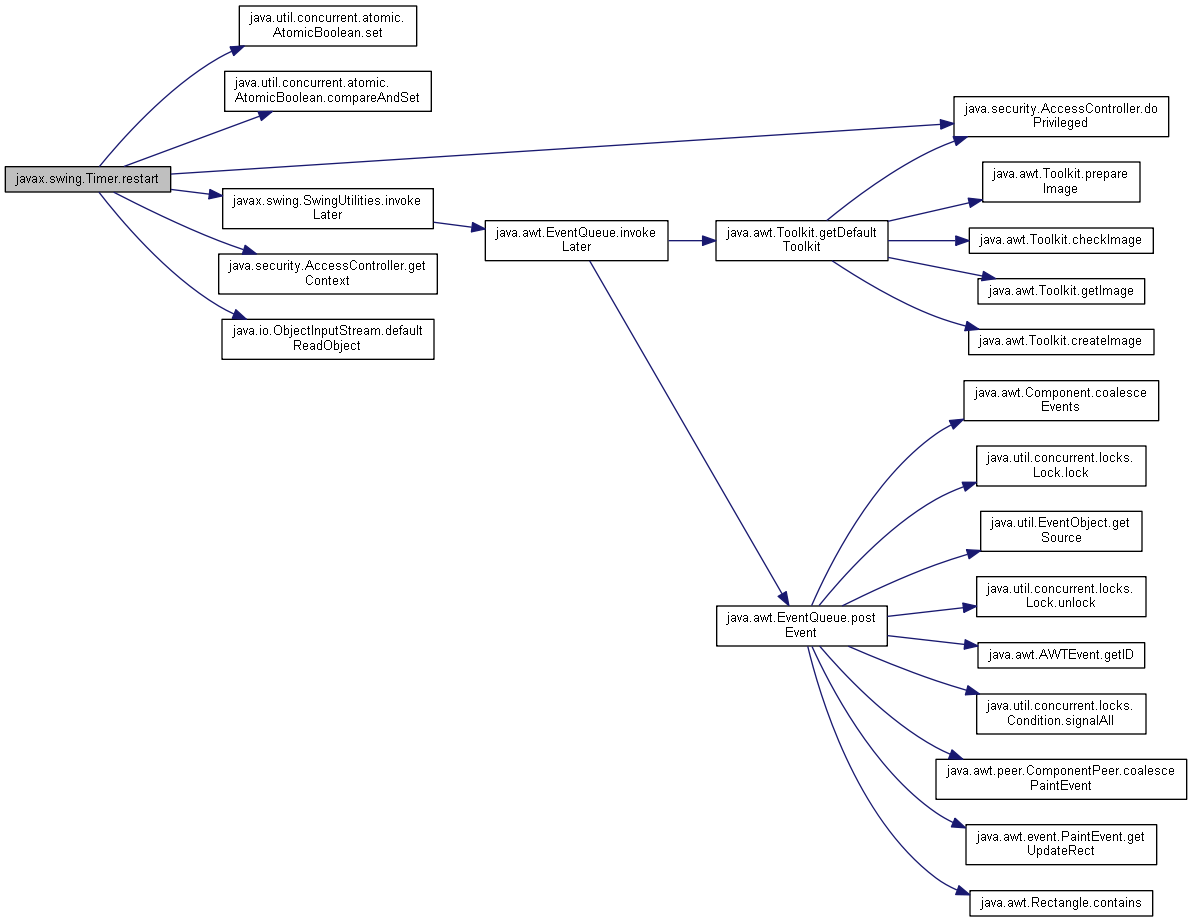 java.util.concurrent.atomic.
AtomicBoolean.set
java.util.concurrent.atomic.
AtomicBoolean.compareAndSet
java.security.AccessController.do
Privileged
javax.swing.Timer.restart
java.awt.Toolkit.prepare
Image
javax.swing.SwingUtilities.invoke
Later
java.awt.EventQueue.invoke
Later
java.awt.Toolkit.getDefault
Toolkit
java.awt.Toolkit.checkImage
java.security.AccessController.get
Context
java.awt.Toolkit.getImage
java.io.ObjectInputStream.default
ReadObject
java.awt.Toolkit.createImage
java.awt.Component.coalesce
Events
java.util.concurrent.locks.
Lock.lock
java.util.EventObject.get
Source
java.util.concurrent.locks.
Lock.unlock
java.awt.EventQueue.post
Event
java.awt.AWTEvent.getID
java.util.concurrent.locks.
Condition.signalAll
java.awt.peer.ComponentPeer.coalesce
PaintEvent
java.awt.event.PaintEvent.get
UpdateRect
java.awt.Rectangle.contains